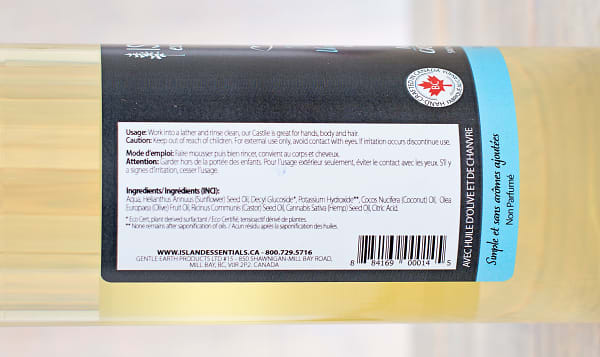 Usage: Work into a lather and rinse clean, our Castile is great for hands, body and hair.
Caution: Keep out of reach of children. For external use only, avoid contact with eyes. If irritation occurs discontinue use.
Mode d'emploi: Faire mousser puis bien rincer, convient au corps et cheveux.
Attention: Garder hors de la portée des enfants. Pour l'usage extérieur seulement, éviter le contact avec les yeux. S'il y
a signes d'irritation, cesser l'usage.
Ingredients/ Ingrédients (INCI):
Aqua, Helianthus Annuus (Sunflower) Seed Oil, Decyl Glucoside*, Potassium Hydroxide**, Cocos Nucifera (Coconut) Oil, Olea
Europaea (Olive) Fruit Oil, Ricinus Communis (Castor) Seed Oil, Cannabis Sativa (Hemp) Seed Oil, Citric Acid.
* Eco Cert, plant derived surfactant / Eco Certifié, tensioactif dérivé de plantes.
** None remains after saponification of oils / Acun résidu après la saponification des huiles.
WWW.ISLANDESSENTIALS.CA - 800.729.5716
GENTLE EARTH PRODUCTS LTD #15 - 850 SHAWNIGAN-MILL BAY ROAD,
MILL BAY, BC, V0R 2P2, CANADA
8 84169 00014 5
BC
CANADA
HAND CRAFTED
AVEC HUILE D'OLIVE ET DE CHANVRE
Simple et sans arômes ajoutées
Non Parfumé